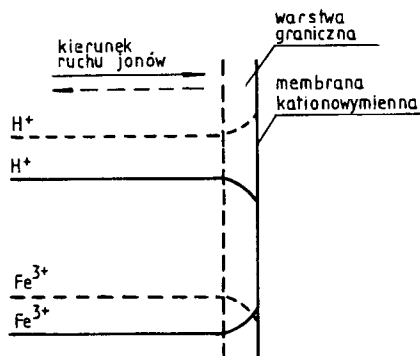 kierunek
ruchu jonów
warstwa
graniczna
membrana
kationowymienna
H⁺
H⁺
Fe³⁺
Fe³⁺